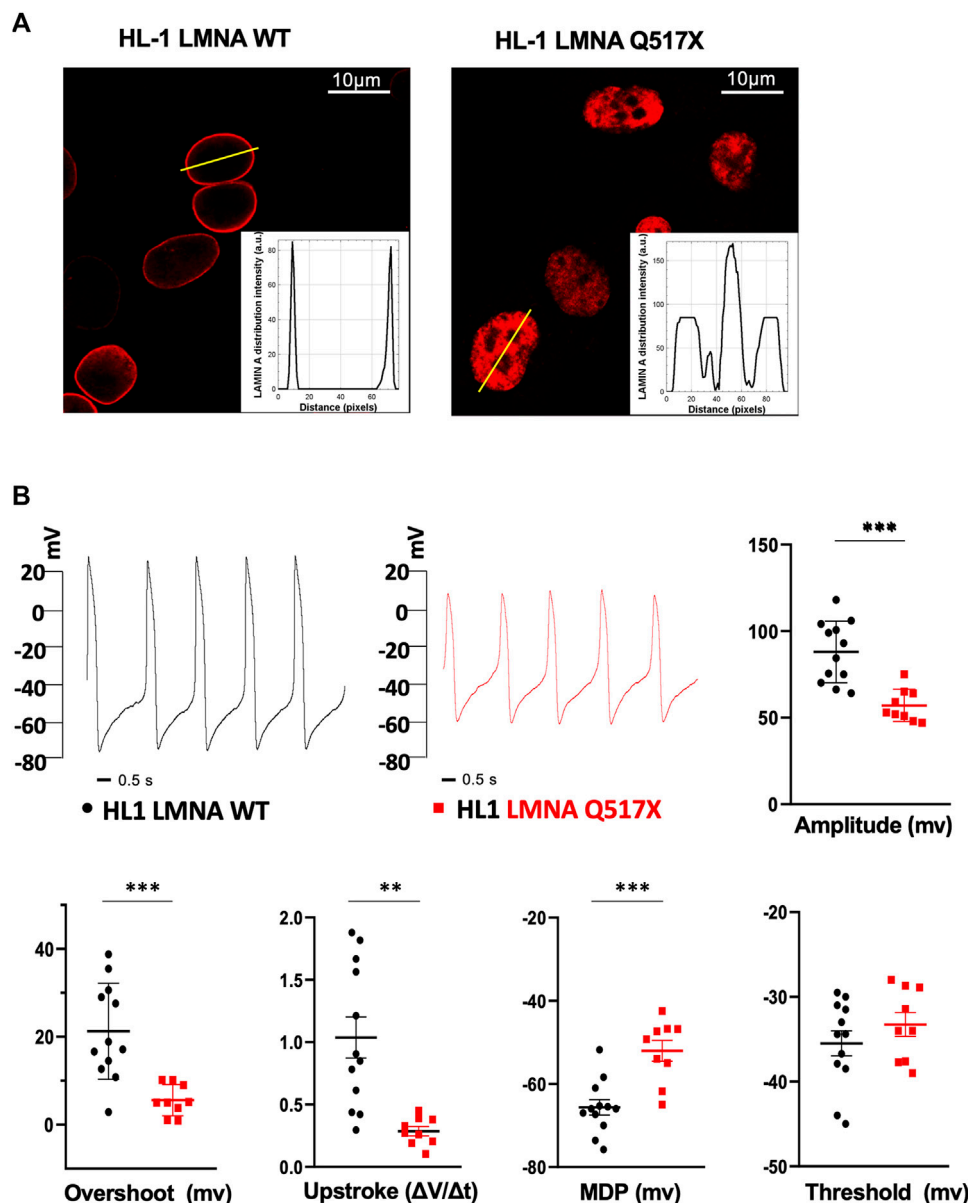 A
HL-1 LMNA WT
HL-1 LMNA Q517X
10μm
10μm
LAMIN A distribution intensity (a.u.)
80
60
40
20
0
0 20 40 60
Distance (pixels)
LAMIN A distribution intensity (a.u.)
150
100
50
0
0 20 40 60 80
Distance (pixels)
B
mV
20
0
-20
-40
-60
-80
0.5 s
HL1 LMNA WT
mV
20
0
-20
-40
-60
-80
0.5 s
HL1 LMNA Q517X
***
150
100
50
0
Amplitude (mv)
***
40
20
0
Overshoot (mv)
**
2.0
1.5
1.0
0.5
0.0
Upstroke (ΔV/Δt)
***
-20
-40
-60
-80
MDP (mv)
-20
-30
-40
-50
Threshold (mv)